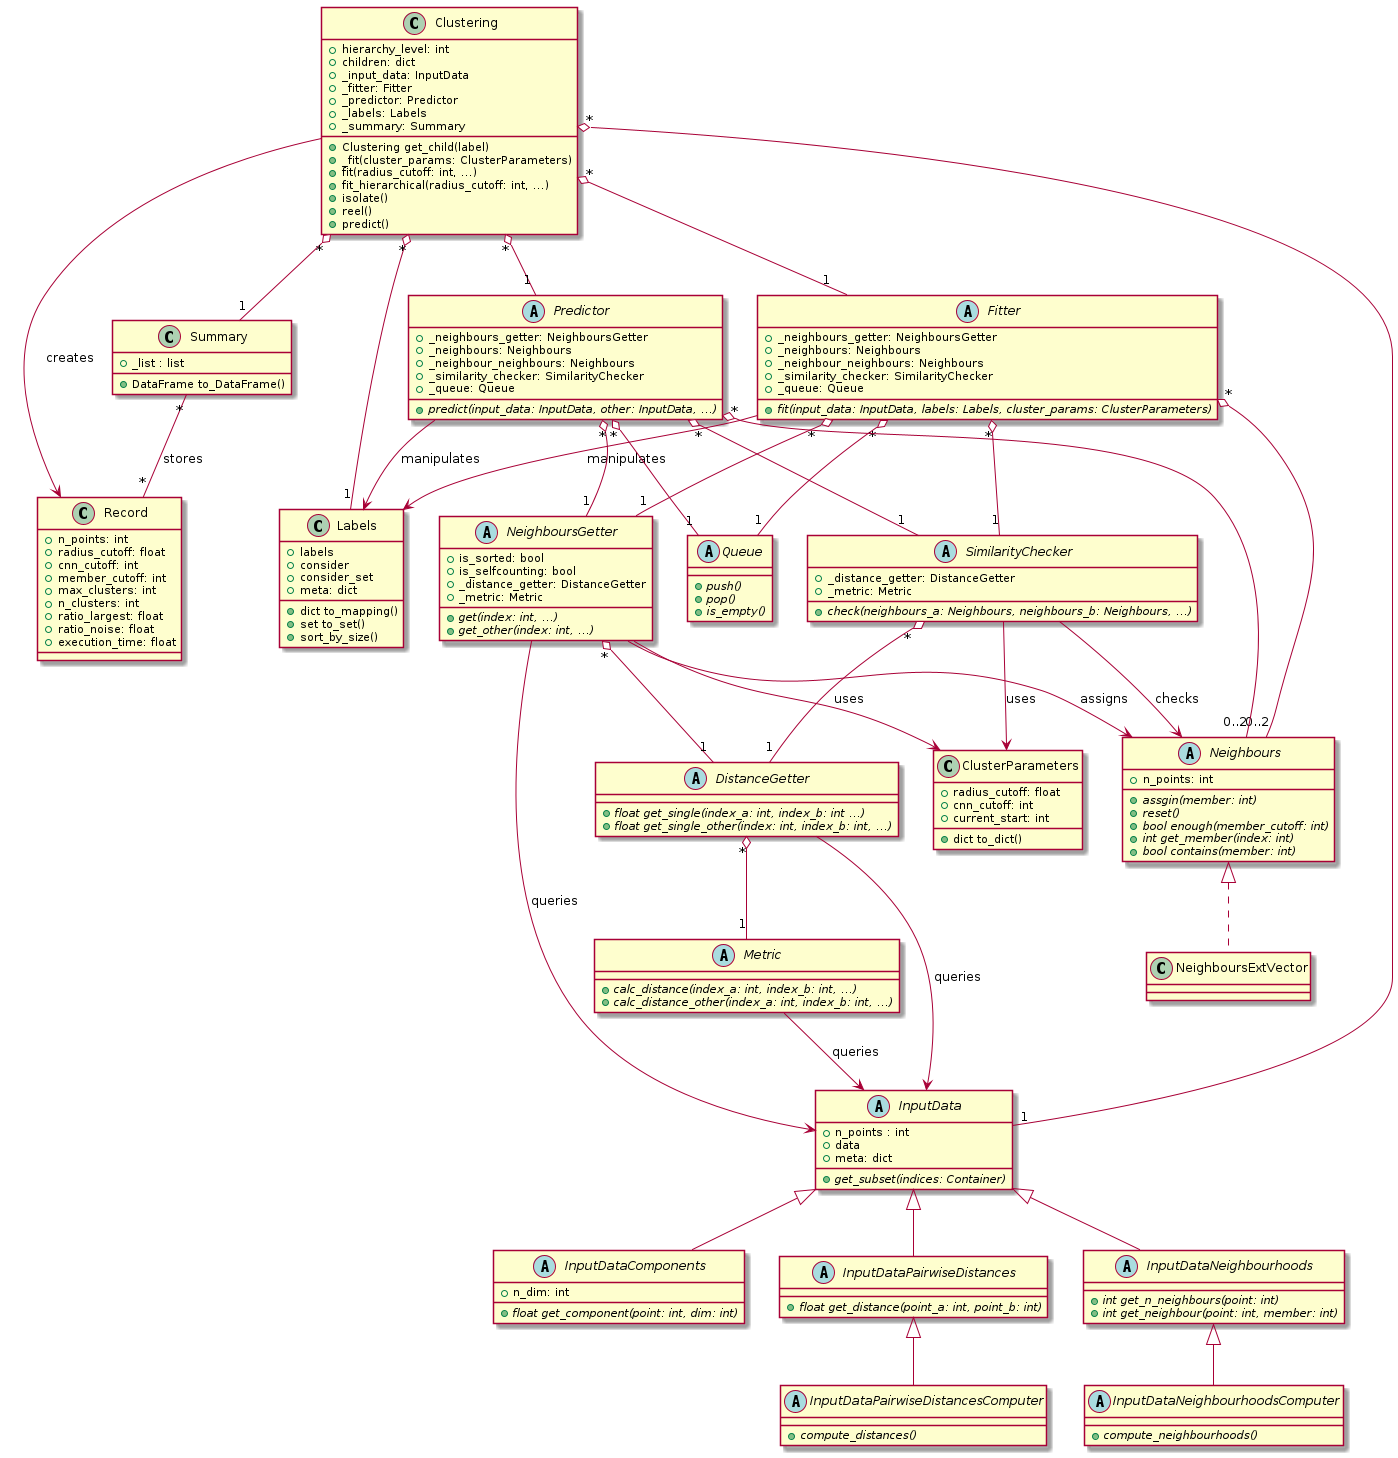 C Clustering
hierarchy_level: int
children: dict
_input_data: InputData
_fitter: Fitter
_predictor: Predictor
_labels: Labels
_summary: Summary
Clustering get_child(label)
_fit(cluster_params: ClusterParameters)
fit(radius_cutoff: int, ...)
fit_hierarchical(radius_cutoff: int, ...)
isolate()
reel()
predict()
*
*
*
*
*
1
1
1
creates
C Summary
_list : list
DataFrame to_DataFrame()
*
stores
*
A Predictor
_neighbours_getter: NeighboursGetter
_neighbours: Neighbours
_neighbour_neighbours: Neighbours
_similarity_checker: SimilarityChecker
_queue: Queue
predict(input_data: InputData, other: InputData, ...)
A Fitter
_neighbours_getter: NeighboursGetter
_neighbours: Neighbours
_neighbour_neighbours: Neighbours
_similarity_checker: SimilarityChecker
_queue: Queue
fit(input_data: InputData, labels: Labels, cluster_params: ClusterParameters)
*
*
*
*
*
*
*
*
*
manipulates
manipulates
1
1
1
1
1
1
1
C Record
n_points: int
radius_cutoff: float
cnn_cutoff: int
member_cutoff: int
max_clusters: int
n_clusters: int
ratio_largest: float
ratio_noise: float
execution_time: float
C Labels
labels
consider
consider_set
meta: dict
dict to_mapping()
set to_set()
sort_by_size()
A NeighboursGetter
is_sorted: bool
is_selfcounting: bool
_distance_getter: DistanceGetter
_metric: Metric
get(index: int, ...)
get_other(index: int, ...)
A Queue
push()
pop()
is_empty()
A SimilarityChecker
_distance_getter: DistanceGetter
_metric: Metric
check(neighbours_a: Neighbours, neighbours_b: Neighbours, ...)
*
*
uses
uses
assigns
checks
0..2
0..2
1
1
A DistanceGetter
float get_single(index_a: int, index_b: int ...)
float get_single_other(index: int, index_b: int, ...)
C ClusterParameters
radius_cutoff: float
cnn_cutoff: int
current_start: int
dict to_dict()
A Neighbours
n_points: int
assgin(member: int)
reset()
bool enough(member_cutoff: int)
int get_member(index: int)
bool contains(member: int)
*
queries
1
A Metric
calc_distance(index_a: int, index_b: int, ...)
calc_distance_other(index_a: int, index_b: int, ...)
queries
C NeighboursExtVector
queries
A InputData
n_points : int
data
meta: dict
get_subset(indices: Container)
1
A InputDataComponents
n_dim: int
float get_component(point: int, dim: int)
A InputDataPairwiseDistances
float get_distance(point_a: int, point_b: int)
A InputDataNeighbourhoods
int get_n_neighbours(point: int)
int get_neighbour(point: int, member: int)
A InputDataPairwiseDistancesComputer
compute_distances()
A InputDataNeighbourhoodsComputer
compute_neighbourhoods()